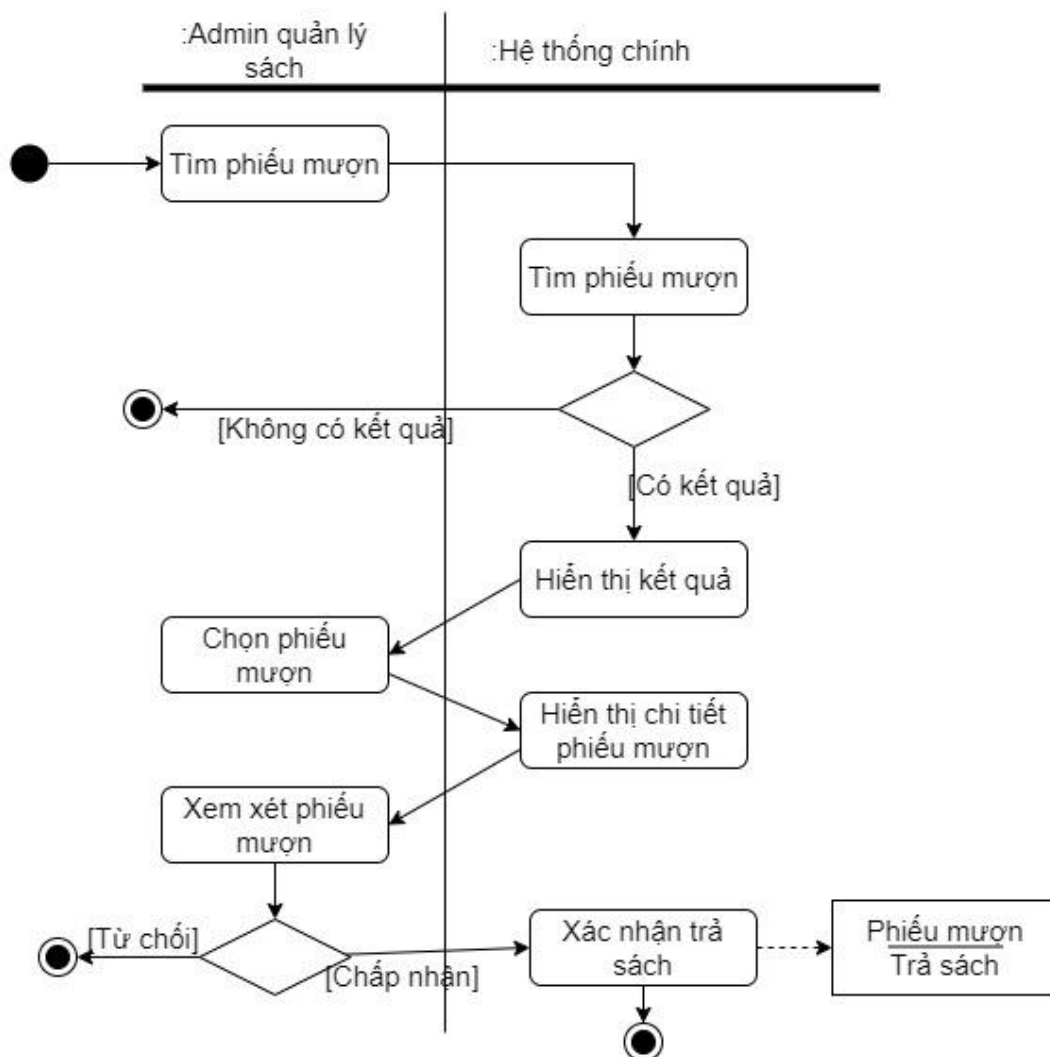 :Admin quản lý
sách
:Hệ thống chính
Tìm phiếu mượn
Tìm phiếu mượn
[Không có kết quả]
[Có kết quả]
Hiển thị kết quả
Chọn phiếu
mượn
Hiển thị chi tiết
phiếu mượn
Xem xét phiếu
mượn
[Từ chối]
[Chấp nhận]
Xác nhận trả
sách
Phiếu mượn
Trả sách